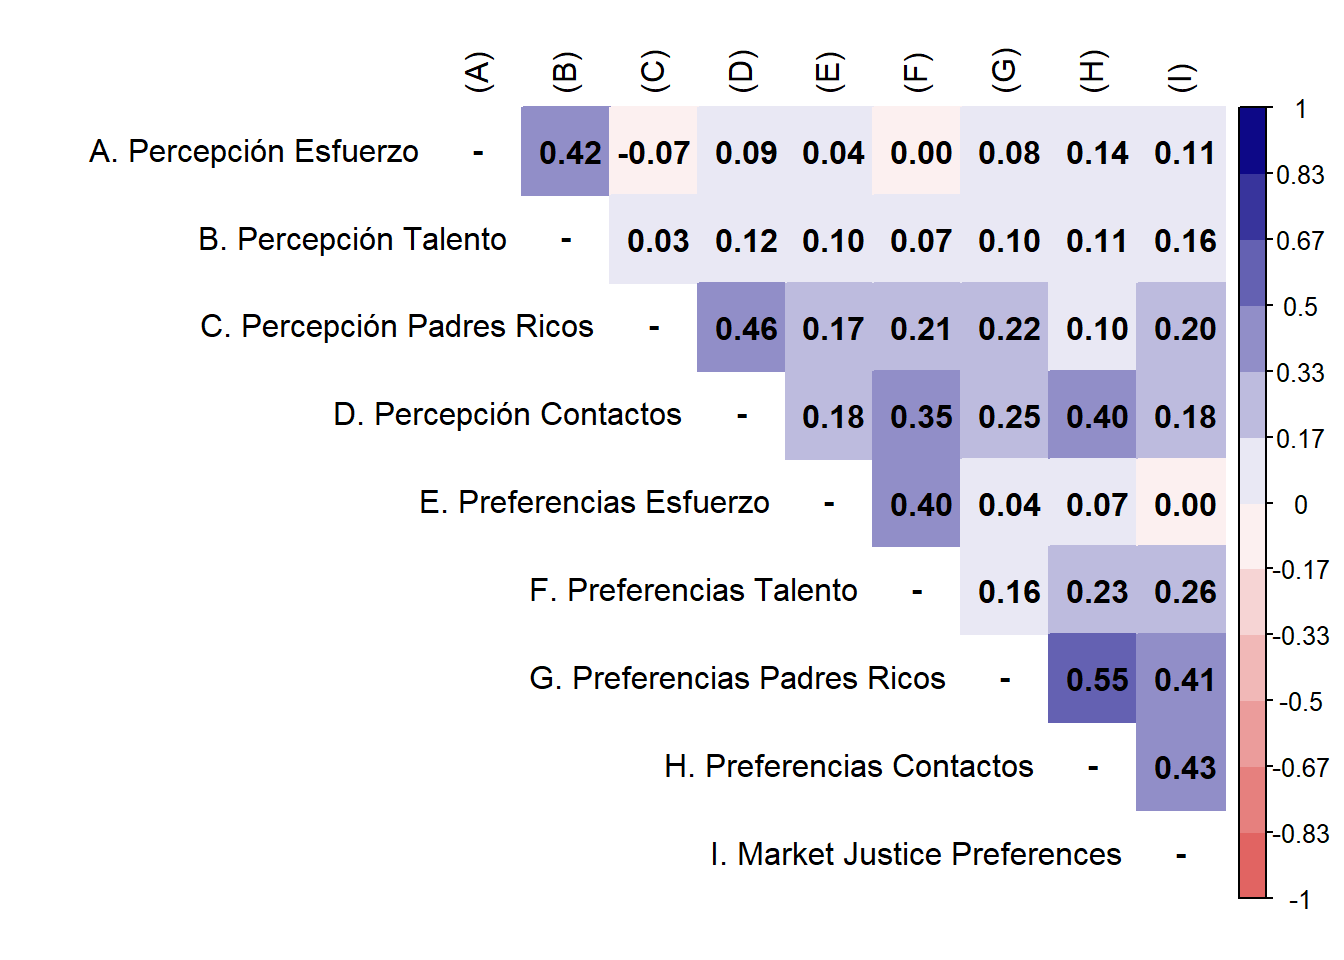 (A) (B) (C) (D) (E) (F) (G) (H) (I)
A. Percepción Esfuerzo - 0.42 -0.07 0.09 0.04 0.00 0.08 0.14 0.11
B. Percepción Talento - 0.03 0.12 0.10 0.07 0.10 0.11 0.16
C. Percepción Padres Ricos - 0.46 0.17 0.21 0.22 0.10 0.20
D. Percepción Contactos - 0.18 0.35 0.25 0.40 0.18
E. Preferencias Esfuerzo - 0.40 0.04 0.07 0.00
F. Preferencias Talento - 0.16 0.23 0.26
G. Preferencias Padres Ricos - 0.55 0.41
H. Preferencias Contactos - 0.43
I. Market Justice Preferences -
1
0.83
0.67
0.5
0.33
0.17
0
-0.17
-0.33
-0.5
-0.67
-0.83
-1